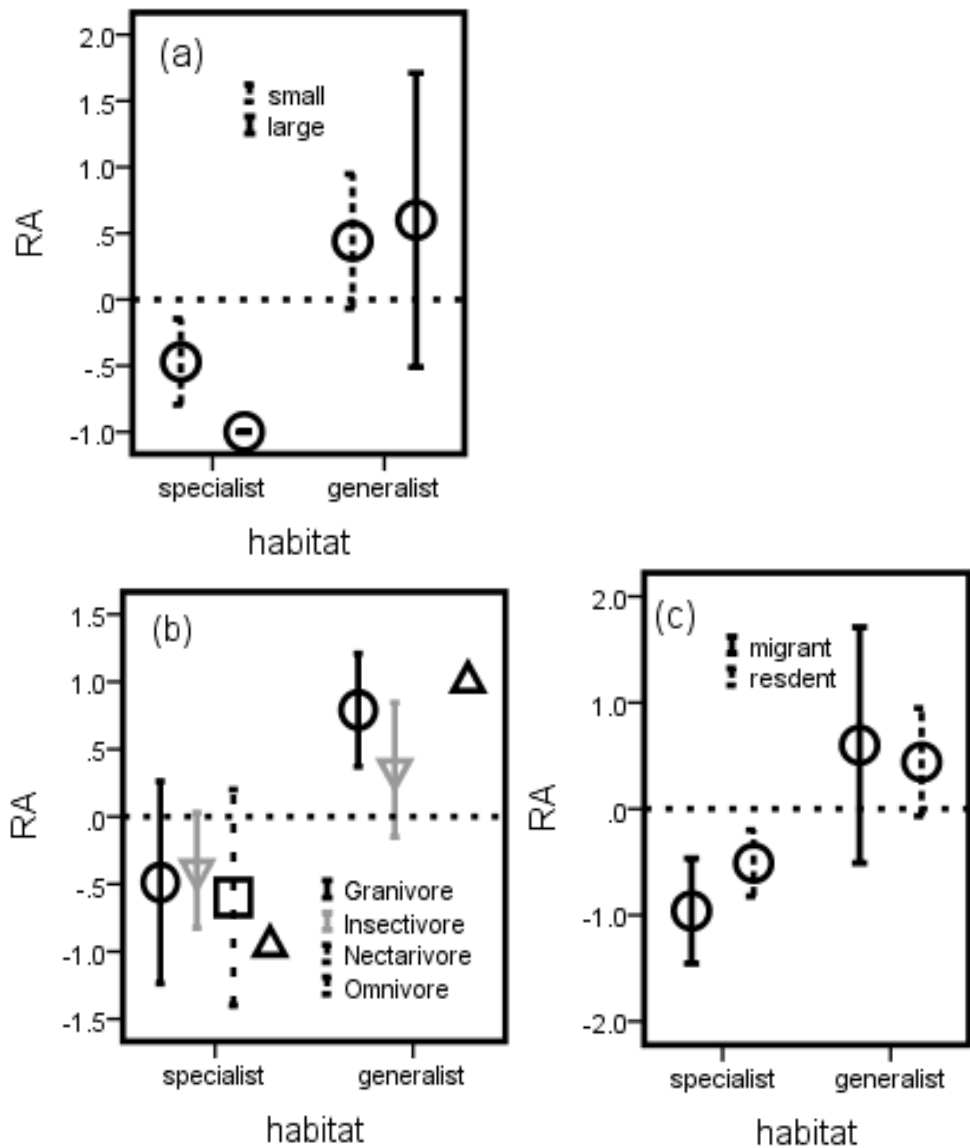 (a)
small
large
2.0
1.5
1.0
.5
.0
-.5
-1.0
RA
specialist generalist
habitat
(b)
1.5
1.0
.5
.0
-.5
-1.0
-1.5
RA
Granivore
Insectivore
Nectarivore
Omnivore
specialist generalist
habitat
(c)
migrant
resdent
2.0
1.0
.0
-1.0
-2.0
RA
specialist generalist
habitat